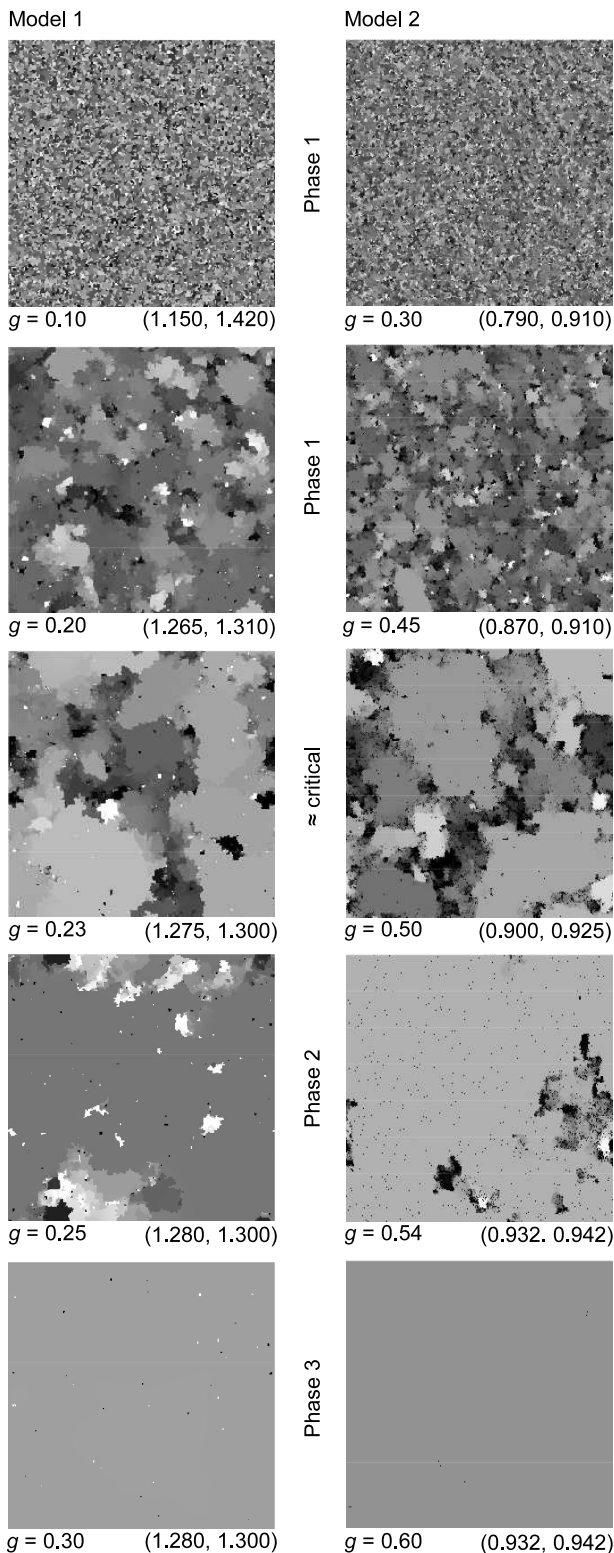 Model 1
Model 2
Phase 1
g = 0.10 (1.150, 1.420)
g = 0.30 (0.790, 0.910)
Phase 1
g = 0.20 (1.265, 1.310)
g = 0.45 (0.870, 0.910)
≈ critical
g = 0.23 (1.275, 1.300)
g = 0.50 (0.900, 0.925)
Phase 2
g = 0.25 (1.280, 1.300)
g = 0.54 (0.932, 0.942)
Phase 3
g = 0.30 (1.280, 1.300)
g = 0.60 (0.932, 0.942)